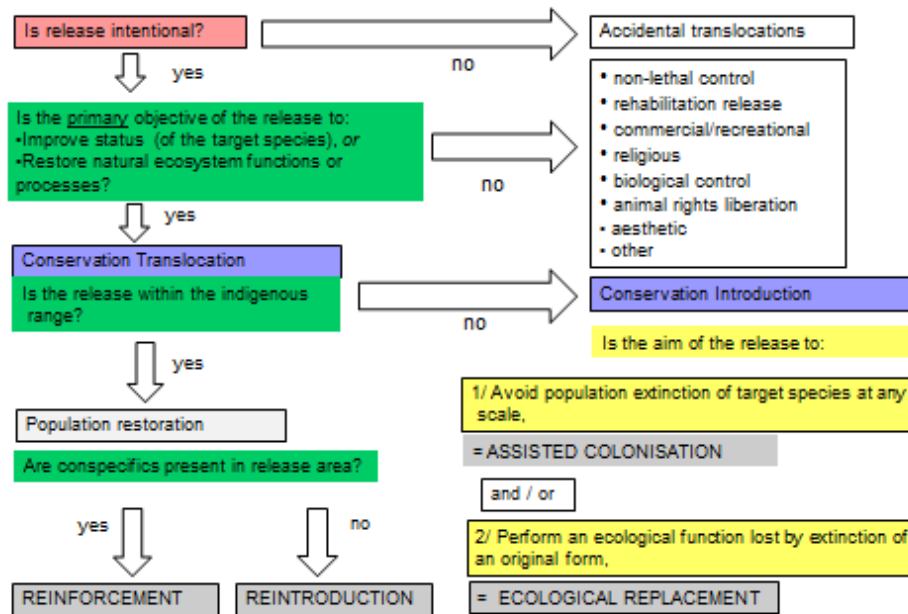 Is release intentional?
no
Accidental translocations
yes
Is the primary objective of the release to:
•Improve status (of the target species), or
•Restore natural ecosystem functions or
processes?
no
• non-lethal control
• rehabilitation release
• commercial/recreational
• religious
• biological control
• animal rights liberation
• aesthetic
• other
yes
Conservation Translocation
Is the release within the indigenous
range?
no
Conservation Introduction
Is the aim of the release to:
yes
1/ Avoid population extinction of target species at any
scale,
= ASSISTED COLONISATION
and / or
2/ Perform an ecological function lost by extinction of
an original form,
= ECOLOGICAL REPLACEMENT
Population restoration
Are conspecifics present in release area?
yes
no
REINFORCEMENT
REINTRODUCTION